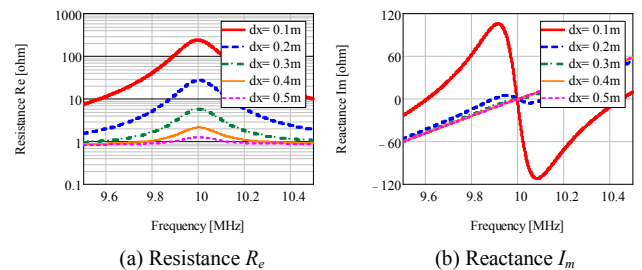 Resistance Re [ohm]
1000
100
10
1
0.1
dx= 0.1m
dx= 0.2m
dx= 0.3m
dx= 0.4m
dx= 0.5m
9.6
9.8
10
10.2
10.4
Frequency [MHz]
(a) Resistance Re
Reactance Im [ohm]
120
60
0
−60
−120
dx= 0.1m
dx= 0.2m
dx= 0.3m
dx= 0.4m
dx= 0.5m
9.6
9.8
10
10.2
10.4
Frequency [MHz]
(b) Reactance Im